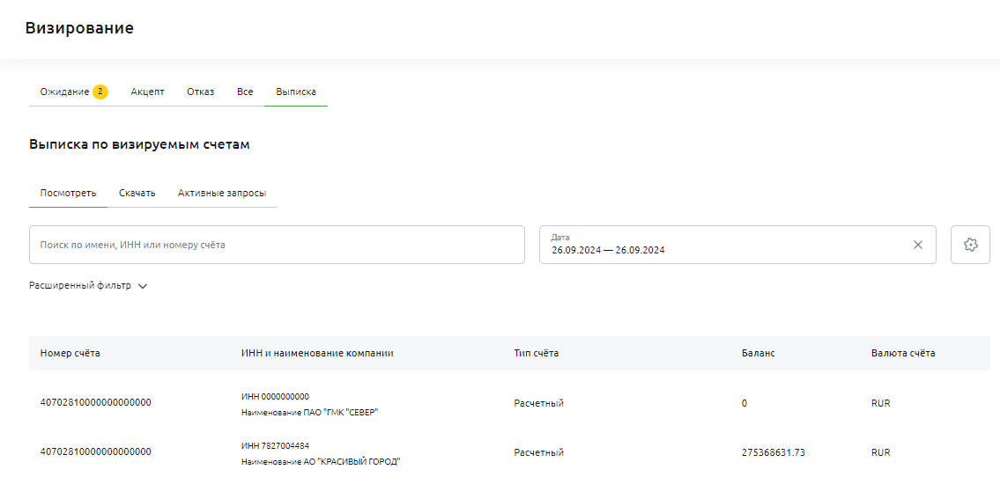 Визирование
Ожидание 2 Акцепт Отказ Все Выписка
Выписка по визируемым счетам
Посмотреть Скачать Активные запросы
Поиск по имени, ИНН или номеру счёта
Дата
26.09.2024 — 26.09.2024
Расширенный фильтр
Номер счёта ИНН и наименование компании Тип счёта Баланс Валюта счёта
40702810000000000000 ИНН 0000000000 Расчетный 0 RUR
Наименование ПАО "ГМК "СЕВЕР"
40702810000000000000 ИНН 7827004484 Расчетный 275368631.73 RUR
Наименование АО "КРАСИВЫЙ ГОРОД"